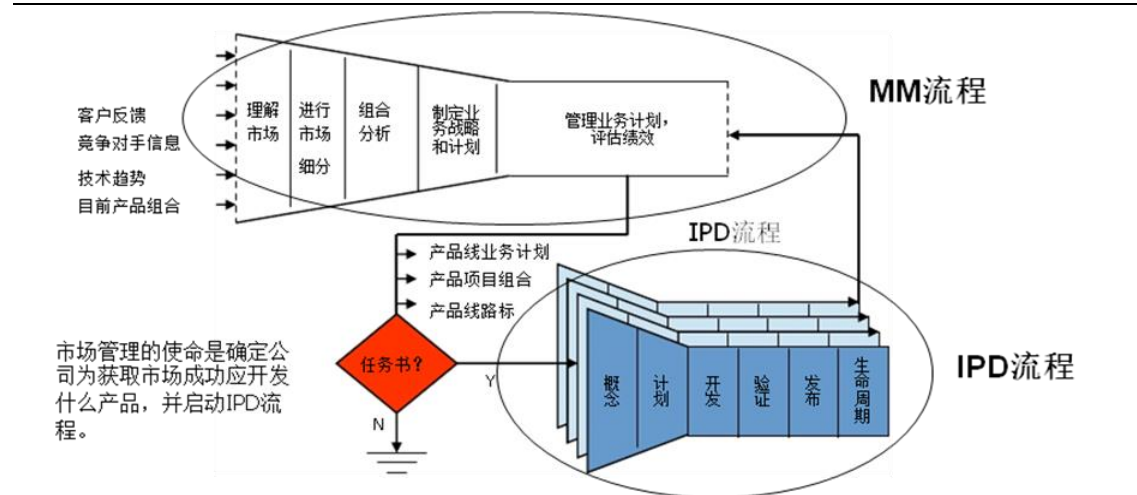 MM流程
客户反馈
竞争对手信息
技术趋势
目前产品组合
理解
市场
进行
市场
细分
组合
分析
制定业
务战略
和计划
管理业务计划，
评估绩效
IPD流程
产品线业务计划
产品项目组合
产品线路标
市场管理的使命是确定公
司为获取市场成功应开发
什么产品，并启动IPD流
程。
任务书？
Y
N
概念
计划
开发
验证
发布
生命周期
IPD流程